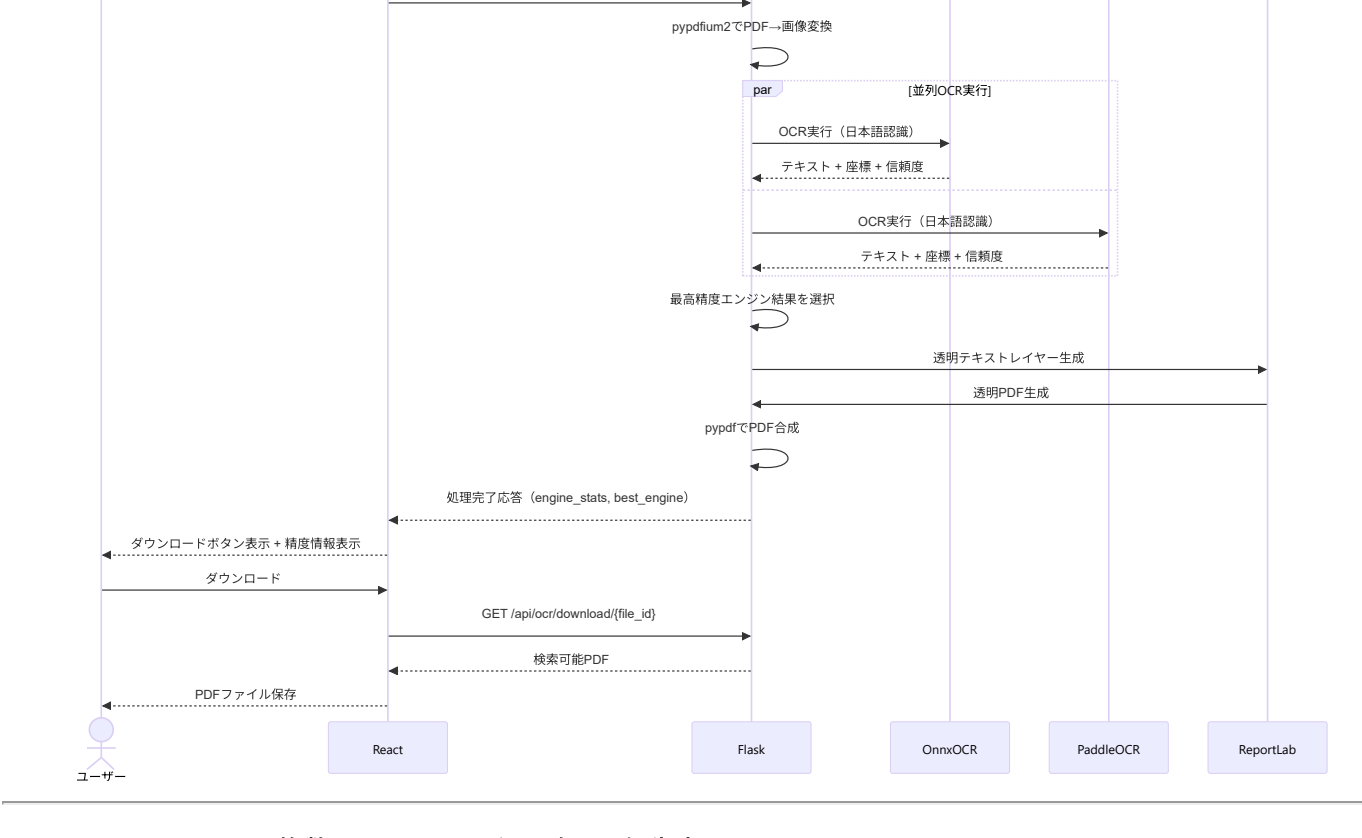 pypdfium2でPDF→画像変換
par
[並列OCR実行]
OCR実行（日本語認識）
テキスト + 座標 + 信頼度
OCR実行（日本語認識）
テキスト + 座標 + 信頼度
最高精度エンジン結果を選択
透明テキストレイヤー生成
透明PDF生成
pypdfでPDF合成
処理完了応答（engine_stats, best_engine）
ダウンロードボタン表示 + 精度情報表示
ダウンロード
GET /api/ocr/download/{file_id}
検索可能PDF
PDFファイル保存
ユーザー
React
Flask
OnnxOCR
PaddleOCR
ReportLab